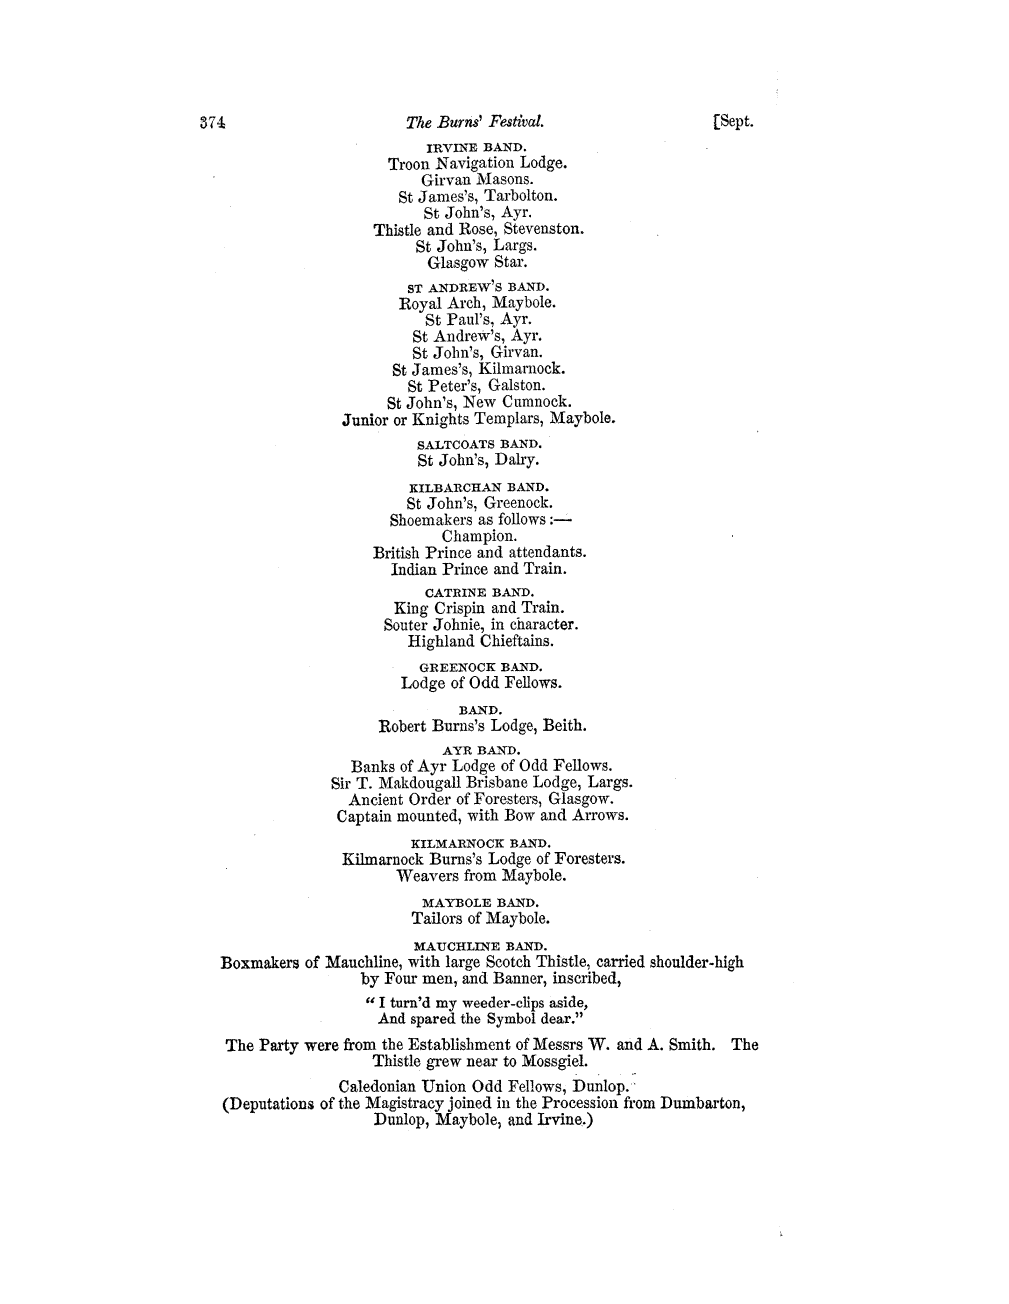 374 The Burns' Festival. [Sept.
IRVINE BAND.
Troon Navigation Lodge.
Girvan Masons.
St James's, Tarbolton.
St John's, Ayr.
Thistle and Rose, Stevenston.
St John's, Largs.
Glasgow Star.
ST ANDREW'S BAND.
Royal Arch, Maybole.
St Paul's, Ayr.
St Andrew's, Ayr.
St John's, Girvan.
St James's, Kilmarnock.
St Peter's, Galston.
St John's, New Cumnock.
Junior or Knights Templars, Maybole.
SALTCOATS BAND.
St John's, Dalry.
KILBARCHAN BAND.
St John's, Greenock.
Shoemakers as follows:—
Champion.
British Prince and attendants.
Indian Prince and Train.
CATRINE BAND.
King Crispin and Train.
Souter Johnie, in character.
Highland Chieftains.
GREENOCK BAND.
Lodge of Odd Fellows.
BAND.
Robert Burns's Lodge, Beith.
AYR BAND.
Banks of Ayr Lodge of Odd Fellows.
Sir T. Makdougall Brisbane Lodge, Largs.
Ancient Order of Foresters, Glasgow.
Captain mounted, with Bow and Arrows.
KILMARNOCK BAND.
Kilmarnock Burns's Lodge of Foresters.
Weavers from Maybole.
MAYBOLE BAND.
Tailors of Maybole.
MAUCHLINE BAND.
Boxmakers of Mauchline, with large Scotch Thistle, carried shoulder-high
by Four men, and Banner, inscribed,
“ I turn'd my weeder-clips aside,
And spared the Symbol dear.”
The Party were from the Establishment of Messrs W. and A. Smith. The
Thistle grew near to Mossgiel.
Caledonian Union Odd Fellows, Dunlop.
(Deputations of the Magistracy joined in the Procession from Dumbarton,
Dunlop, Maybole, and Irvine.)